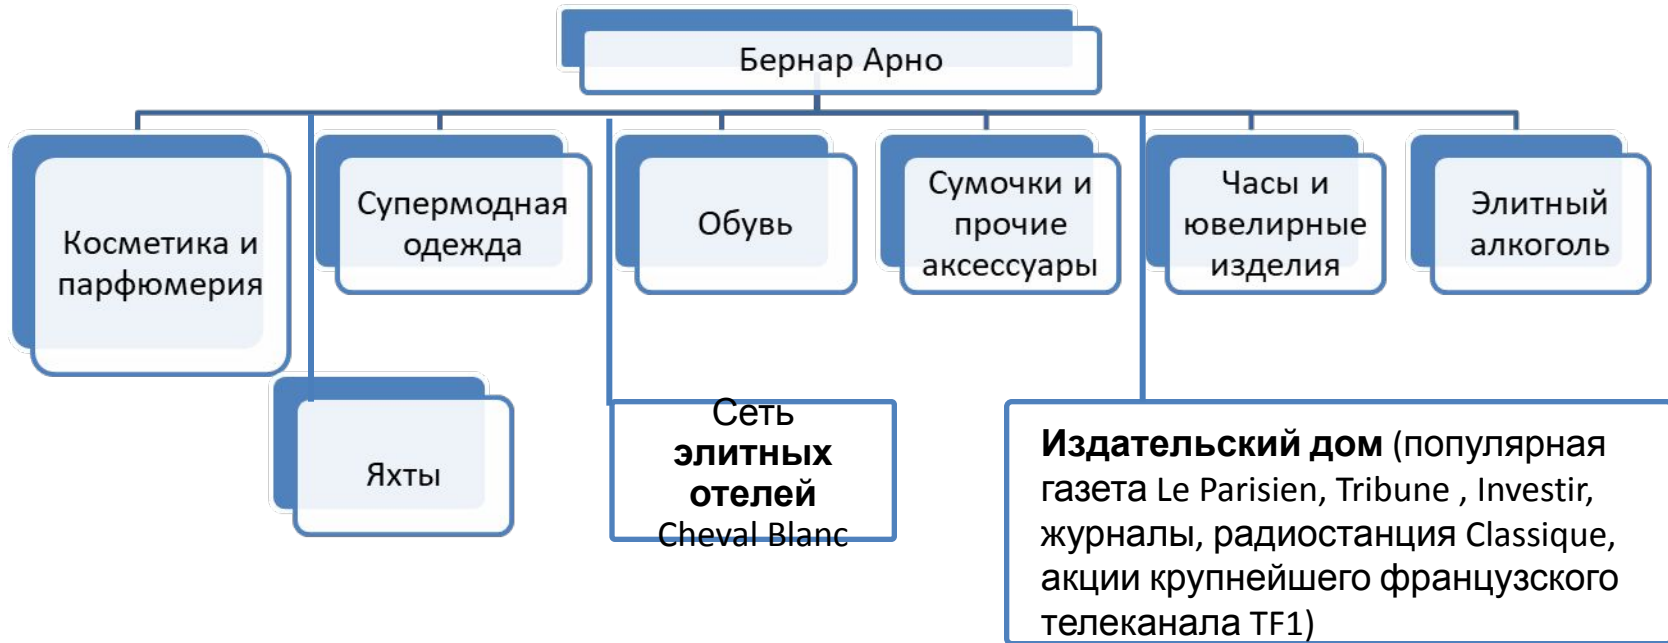 Бернар Арно
Косметика и
парфюмерия
Супермодная
одежда
Обувь
Сумочки и
прочие
аксессуары
Часы и
ювелирные
изделия
Элитный
алкоголь
Яхты
Сеть
элитных
отелей
Cheval Blanc
Издательский дом (популярная
газета Le Parisien, Tribune , Investir,
журналы, радиостанция Classique,
акции крупнейшего французского
телеканала TF1)